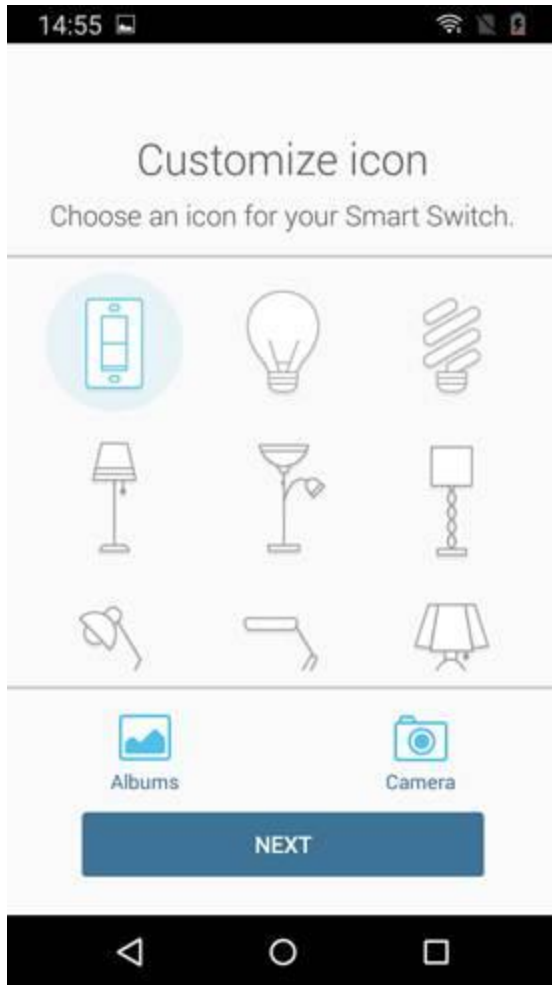 14:55
Customize icon
Choose an icon for your Smart Switch.
Albums
Camera
NEXT